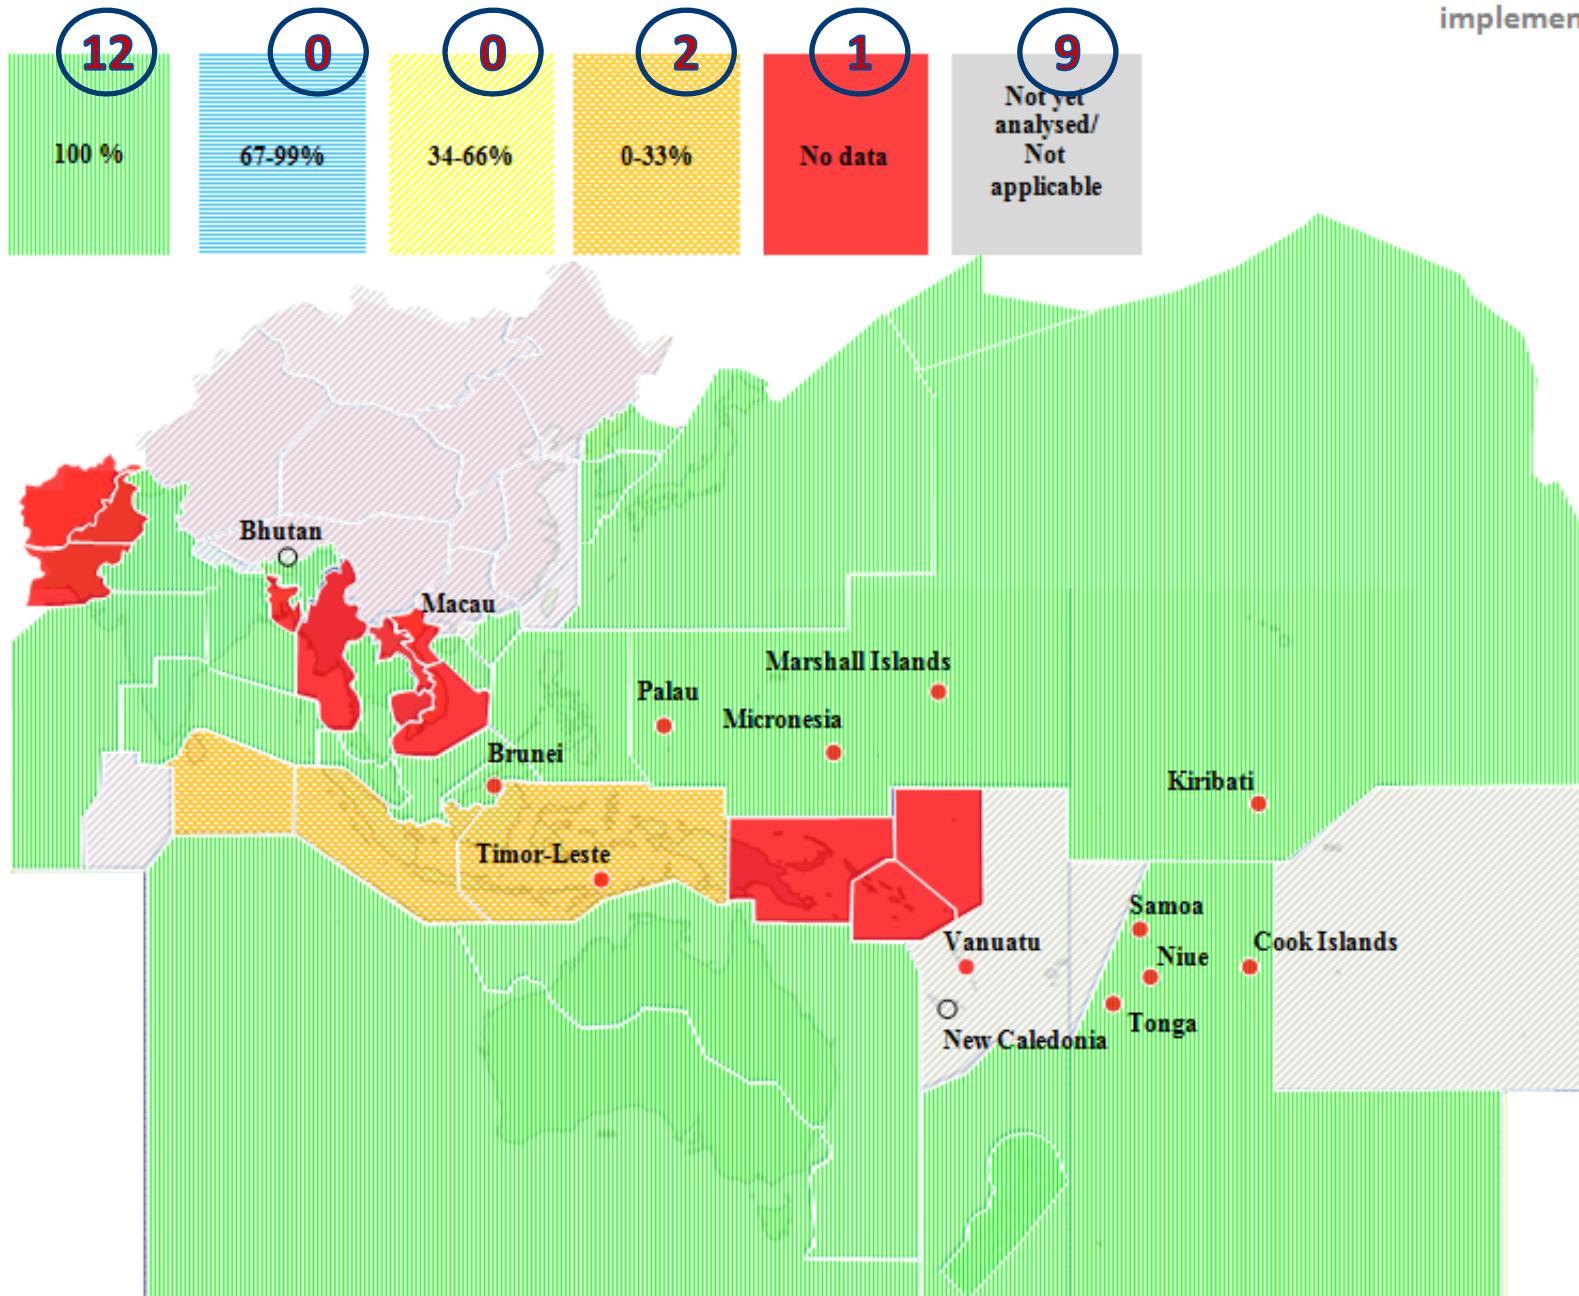 implemen
12
0
0
2
1
9
100 %
67-99%
34-66%
0-33%
No data
Not yet
analysed/
Not
applicable
Bhutan
Macau
Marshall Islands
Palau
Micronesia
Brunei
Kiribati
Timor-Leste
Samoa
Vanuatu
Cook Islands
Niue
Tonga
New Caledonia